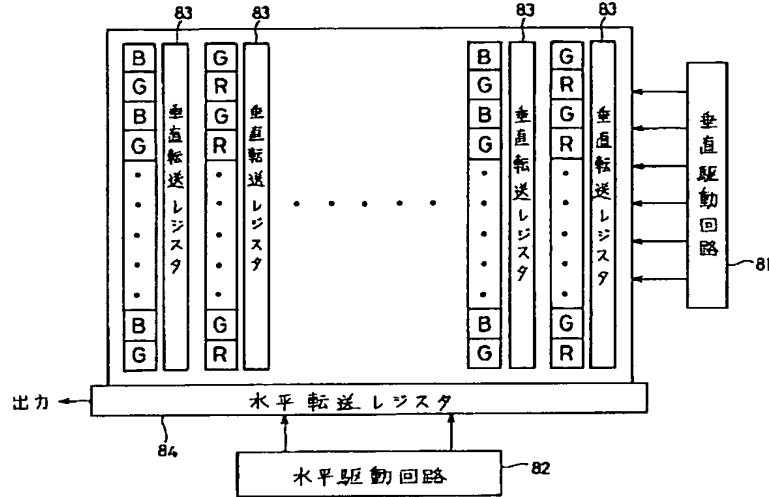 83 83 83 83
B G B G
G R G R
B G B G
G R G R
垂直転送レジスタ 垂直転送レジスタ 垂直転送レジスタ 垂直転送レジスタ
垂直駆動回路
81
B G B G
G R G R
出力 水平転送レジスタ
84
水平駆動回路 82